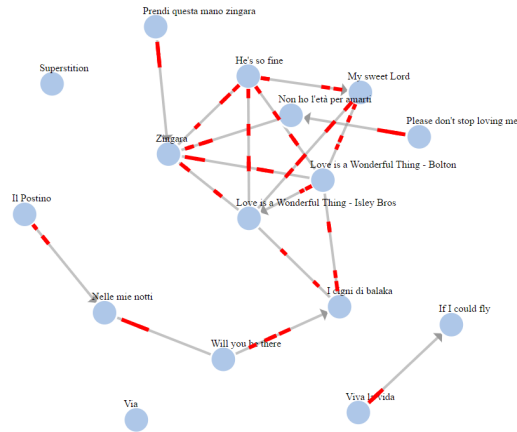 Prendi questa mano zingara
He's so fine
Superstition
My sweet Lord
Non ho l'età per amarti
Please don't stop loving me
Zingara
Love is a Wonderful Thing - Bolton
Il Postino
Love is a Wonderful Thing - Isley Bros
I cigni di balaka
Nelle mie notti
If I could fly
Will you be there
Via
Viva la vida